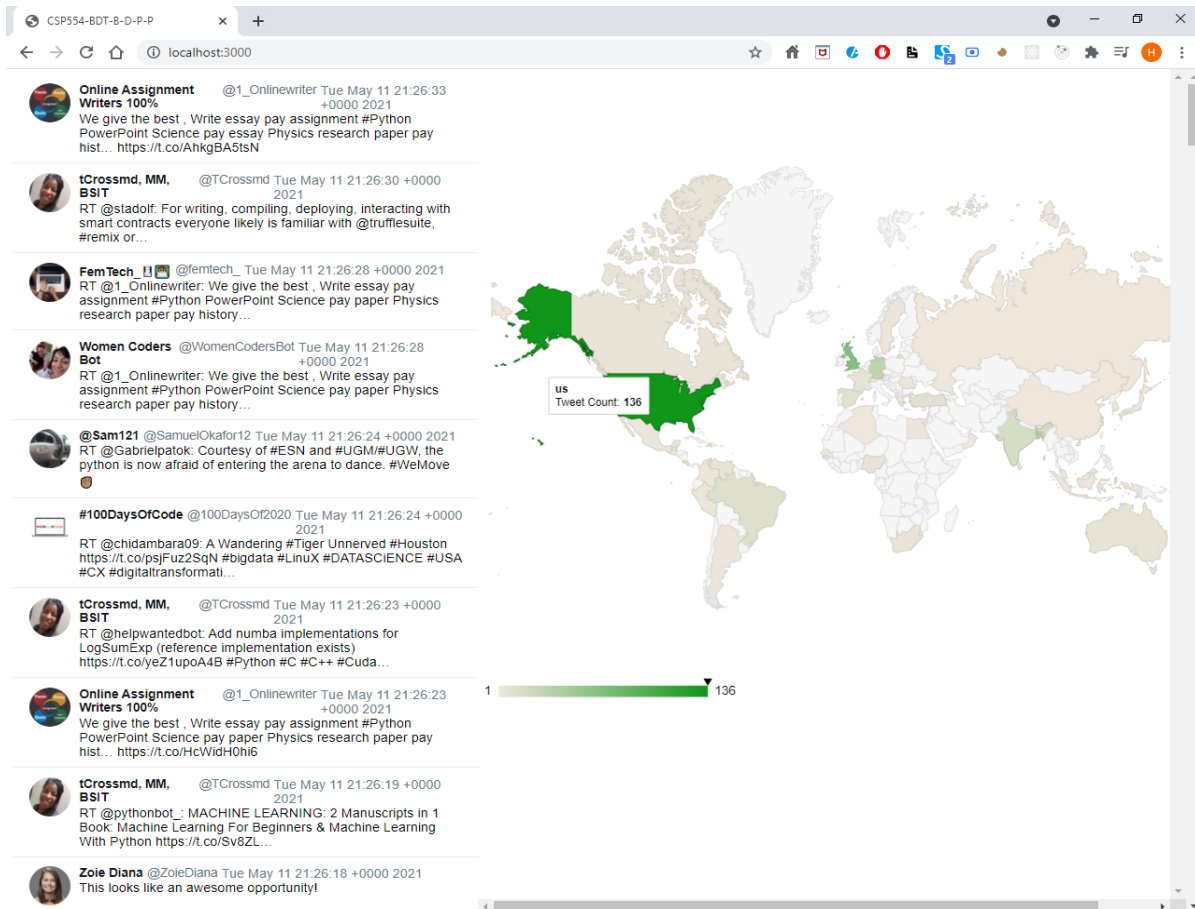 CSP554-BDT-B-D-P-P
localhost:3000
2
H
Online Assignment Writers 100% @1_Onlinewriter Tue May 11 21:26:33 +0000 2021
We give the best , Write essay pay assignment #Python
PowerPoint Science pay essay Physics research paper pay
hist… https://t.co/AhkgBA5tsN
tCrossmd, MM, BSIT @TCrossmd Tue May 11 21:26:30 +0000 2021
RT @stadolf: For writing, compiling, deploying, interacting with
smart contracts everyone likely is familiar with @trufflesuite,
#remix or…
FemTech_ @femtech_ Tue May 11 21:26:28 +0000 2021
RT @1_Onlinewriter: We give the best , Write essay pay
assignment #Python PowerPoint Science pay paper Physics
research paper pay history…
Women Coders Bot @WomenCodersBot Tue May 11 21:26:28 +0000 2021
RT @1_Onlinewriter: We give the best , Write essay pay
assignment #Python PowerPoint Science pay paper Physics
research paper pay history…
@Sam121 @SamuelOkafor12 Tue May 11 21:26:24 +0000 2021
RT @Gabrielpatok: Courtesy of #ESN and #UGM/#UGW, the
python is now afraid of entering the arena to dance. #WeMove
✊🏾
#100DaysOfCode @100DaysOf2020 Tue May 11 21:26:24 +0000 2021
RT @chidambara09: A Wandering #Tiger Unnerved #Houston
https://t.co/psjFuz2SqN #bigdata #LinuX #DATASCiENCE #USA
#CX #digitaltransformati…
tCrossmd, MM, BSIT @TCrossmd Tue May 11 21:26:23 +0000 2021
RT @helpwantedbot: Add numba implementations for
LogSumExp (reference implementation exists)
https://t.co/yeZ1upoA4B #Python #C #C++ #Cuda…
Online Assignment Writers 100% @1_Onlinewriter Tue May 11 21:26:23 +0000 2021
We give the best , Write essay pay assignment #Python
PowerPoint Science pay paper Physics research paper pay
hist… https://t.co/HcWidH0hi6
tCrossmd, MM, BSIT @TCrossmd Tue May 11 21:26:19 +0000 2021
RT @pythonbot_: MACHINE LEARNING: 2 Manuscripts in 1
Book: Machine Learning For Beginners & Machine Learning
With Python https://t.co/Sv8ZL…
Zoie Diana @ZoieDiana Tue May 11 21:26:18 +0000 2021
This looks like an awesome opportunity!
us
Tweet Count: 136
1
136